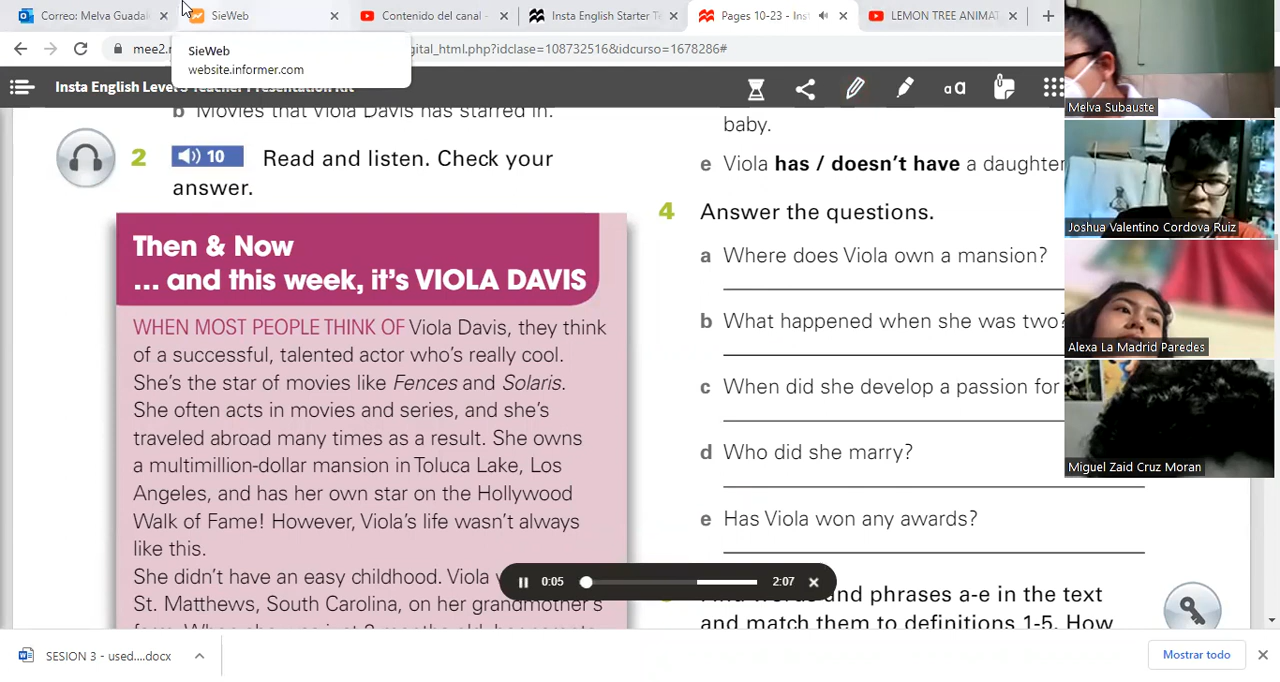 Correo: Melva Guadal
SieWeb
Contenido del canal -
Insta English Starter Te
Pages 10-23 - Inst
LEMON TREE ANIMAT
mee2.
gital_html.php?idclase=108732516&idcurso=1678286#
SieWeb
website.informer.com
Insta English Level 3 Teacher Presentation Kit
a a
b Movies that Viola Davis has starred in.
2 10 Read and listen. Check your
answer.
Then & Now
... and this week, it's VIOLA DAVIS
WHEN MOST PEOPLE THINK OF Viola Davis, they think
of a successful, talented actor who's really cool.
She's the star of movies like Fences and Solaris.
She often acts in movies and series, and she's
traveled abroad many times as a result. She owns
a multimillion-dollar mansion in Toluca Lake, Los
Angeles, and has her own star on the Hollywood
Walk of Fame! However, Viola's life wasn't always
like this.
She didn't have an easy childhood. Viola
St. Matthews, South Carolina, on her grandmother's
baby.
e Viola has / doesn't have a daughter
4 Answer the questions.
a Where does Viola own a mansion?
b What happened when she was two?
c When did she develop a passion for
d Who did she marry?
e Has Viola won any awards?
Find words and phrases a-e in the text
and match them to definitions 1-5. How
0:05 2:07
Melva Subauste
Joshua Valentino Cordova Ruiz
Alexa La Madrid Paredes
Miguel Zaid Cruz Moran
SESION 3 - used....docx
Mostrar todo